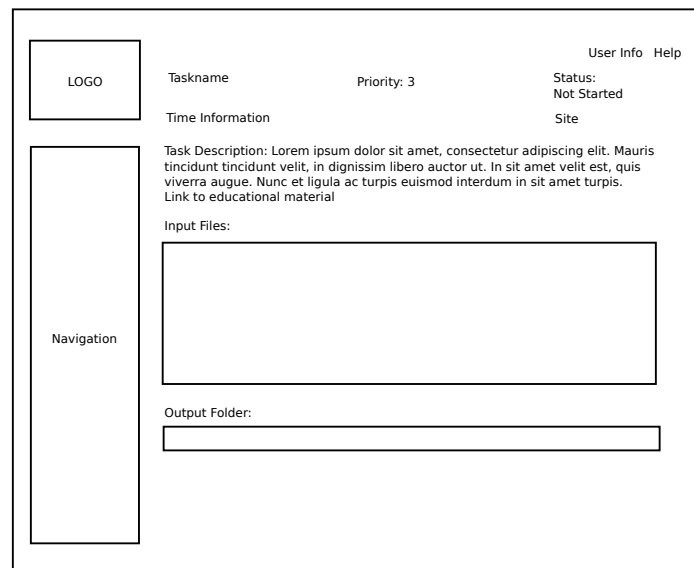 User Info Help
LOGO
Taskname
Priority: 3
Status:
Not Started
Time Information
Site
Task Description: Lorem ipsum dolor sit amet, consectetur adipiscing elit. Mauris
tincidunt tincidunt velit, in dignissim libero auctor ut. In sit amet velit est, quis
viverra augue. Nunc et ligula ac turpis euismod interdum in sit amet turpis.
Link to educational material
Input Files:
Navigation
Output Folder: